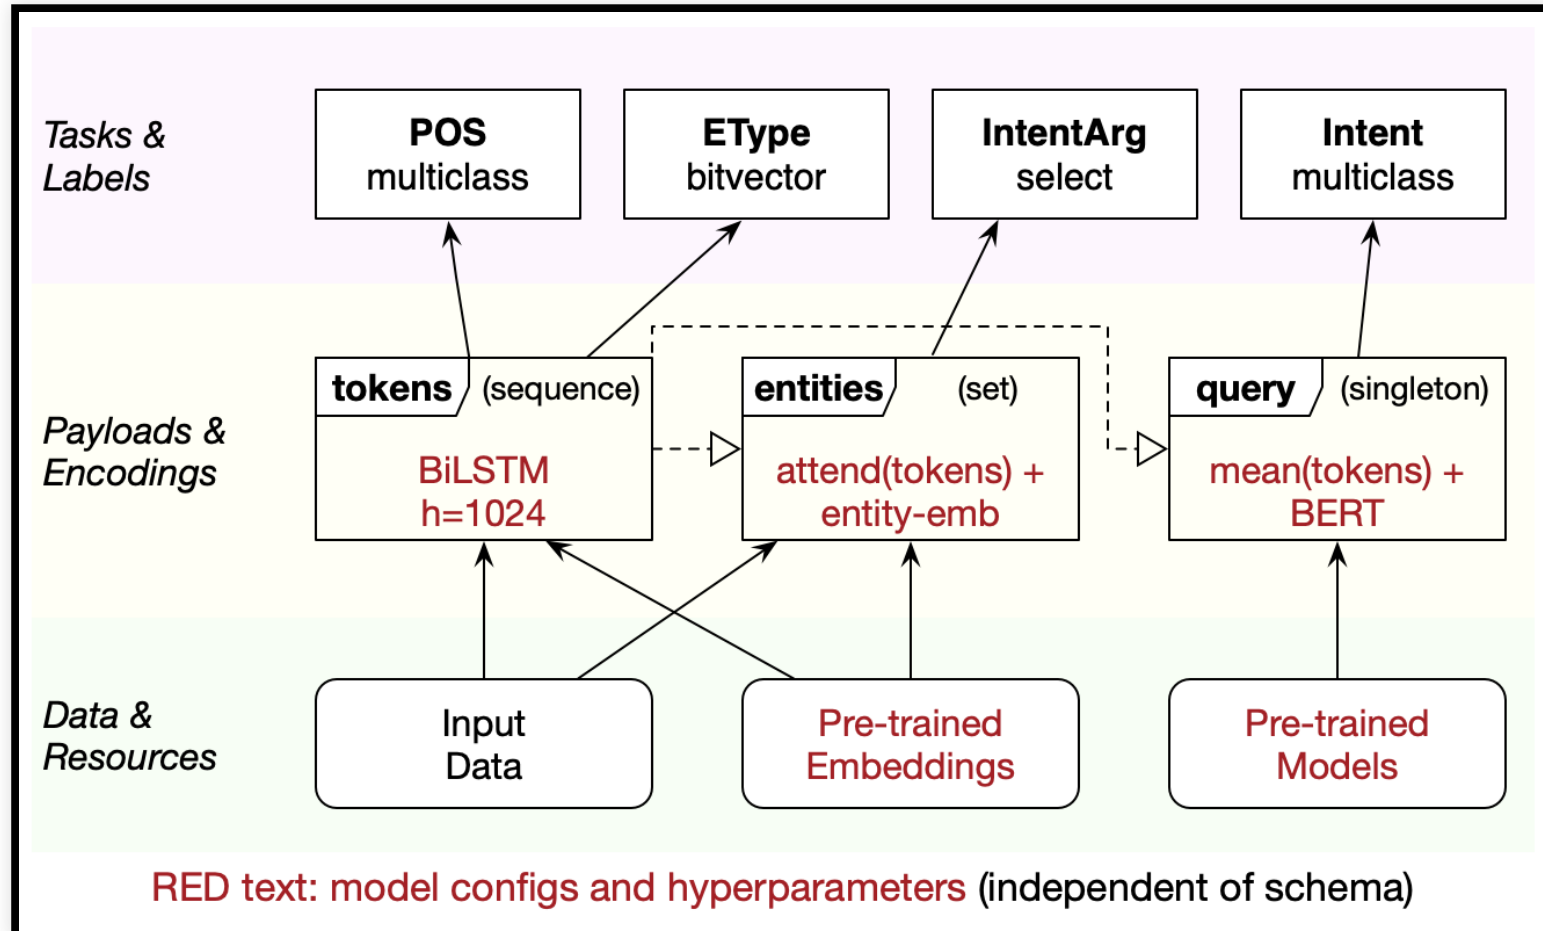 Tasks &
Labels
POS
multiclass
EType
bitvector
IntentArg
select
Intent
multiclass
Payloads &
Encodings
tokens (sequence)
BiLSTM
h=1024
entities (set)
attend(tokens) +
entity-emb
query (singleton)
mean(tokens) +
BERT
Data &
Resources
Input
Data
Pre-trained
Embeddings
Pre-trained
Models
RED text: model configs and hyperparameters (independent of schema)